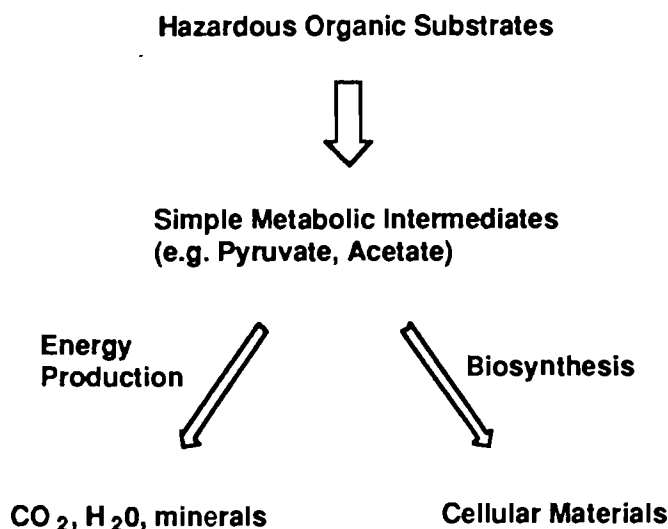 Hazardous Organic Substrates
Simple Metabolic Intermediates
(e.g. Pyruvate, Acetate)
Energy
Production
Biosynthesis
CO2, H20, minerals
Cellular Materials